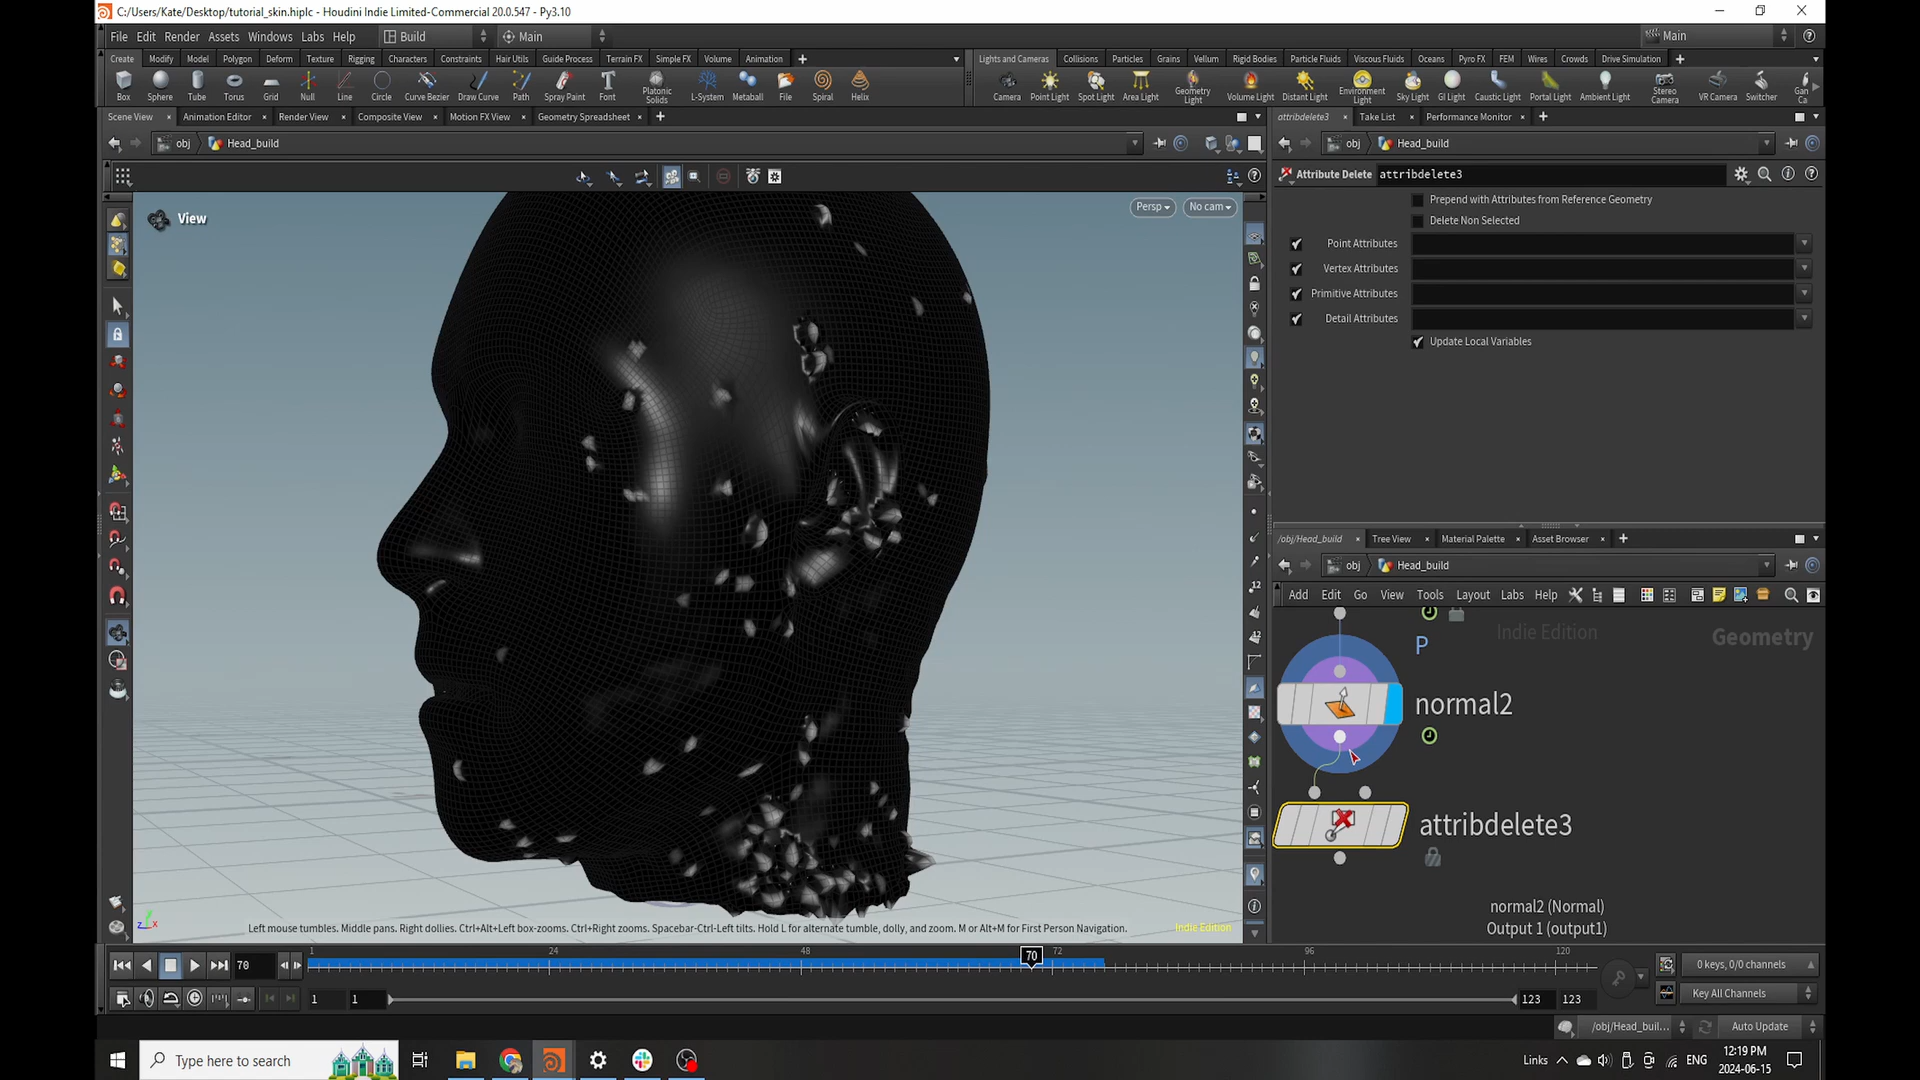 C:/Users/Kate/Desktop/tutorial_skin.hiplc - Houdini Indie Limited-Commercial 20.0.547 - Py3.10
File Edit Render Assets Windows Labs Help Build Main Main
Create Modify Model Polygon Deform Texture Rigging Characters Constraints Hair Utils Guide Process Terrain FX Simple FX Volume Animation
Lights and Cameras Collisions Particles Grains Vellum Rigid Bodies Particle Fluids Viscous Fluids Oceans Pyro FX FEM Wires Crowds Drive Simulation
Box Sphere Tube Torus Grid Null Line Circle Curve Bezier Draw Curve Path Spray Paint Font Platonic Solids L-System Metaball File Spiral Helix
Camera Point Light Spot Light Area Light Geometry Light Volume Light Distant Light Environment Light Sky Light GI Light Caustic Light Portal Light Ambient Light Stereo Camera VR Camera Switcher Gan Ca
Scene View Animation Editor Render View Composite View Motion FX View Geometry Spreadsheet
attribdelete3 Take List Performance Monitor
obj Head_build
obj Head_build
Attribute Delete attribdelete3
View
Persp No cam
Prepend with Attributes from Reference Geometry
Delete Non Selected
Point Attributes
Vertex Attributes
Primitive Attributes
Detail Attributes
Update Local Variables
/obj/Head_build Tree View Material Palette Asset Browser
obj Head_build
Add Edit Go View Tools Layout Labs Help
Indie Edition
Geometry
P
normal2
attribdelete3
normal2 (Normal)
Output 1 (output1)
Left mouse tumbles. Middle pans. Right dollies. Ctrl+Alt+Left box-zooms. Ctrl+Right zooms. Spacebar-Ctrl-Left tilts. Hold L for alternate tumble, dolly, and zoom. M or Alt+M for First Person Navigation.
Indie Edition
z x
12
12
70
1 24 48 70 72 96 120
0 keys, 0/0 channels
1 1 123 123
Key All Channels
/obj/Head_buil... Auto Update
Type here to search
Links ENG
12:19 PM
2024-06-15